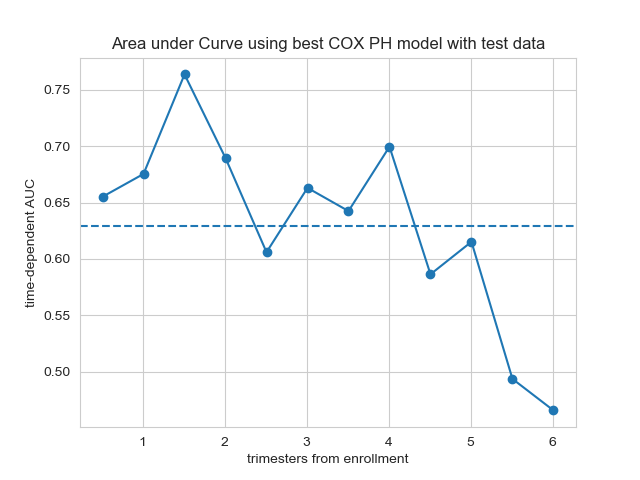 Area under Curve using best COX PH model with test data
time-dependent AUC
0.75
0.70
0.65
0.60
0.55
0.50
1 2 3 4 5 6
trimesters from enrollment